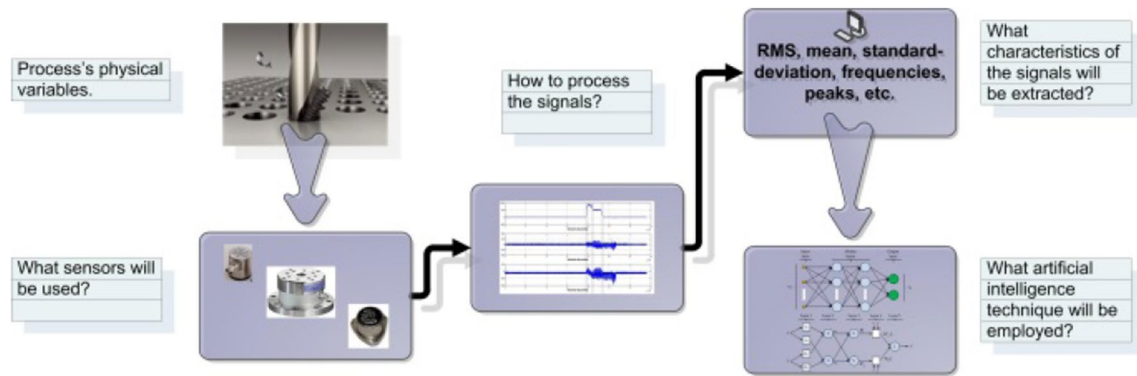 Process's physical
variables.
What sensors will
be used?
How to process
the signals?
RMS, mean, standard-
deviation, frequencies,
peaks, etc.
What
characteristics of
the signals will
be extracted?
What artificial
intelligence
technique will be
employed?